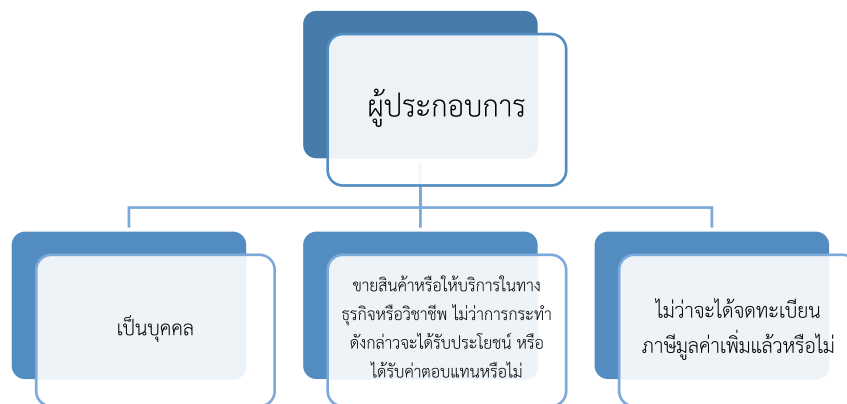 ผู้ประกอบการ
เป็นบุคคล
ขายสินค้าหรือให้บริการในทาง
ธุรกิจหรือวิชาชีพ ไม่ว่าการกระทำ
ดังกล่าวจะได้รับประโยชน์ หรือ
ได้รับค่าตอบแทนหรือไม่
ไม่ว่าจะได้จดทะเบียน
ภาษีมูลค่าเพิ่มแล้วหรือไม่